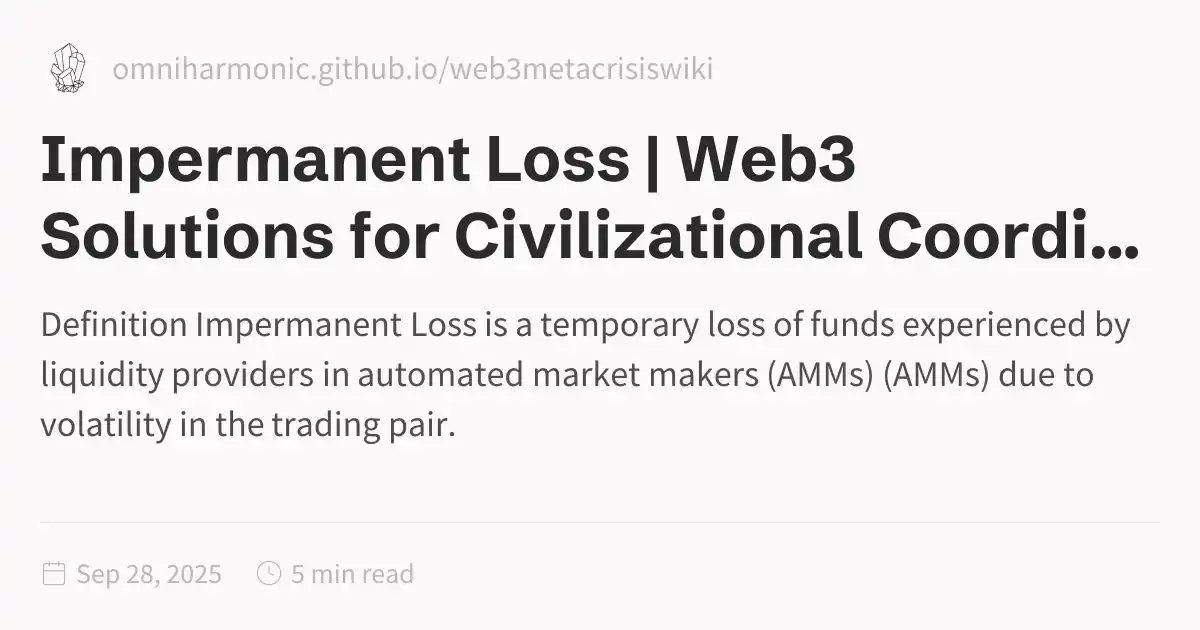 omniharmonic.github.io/web3metacrisiswiki
Impermanent Loss | Web3
Solutions for Civilizational Coordi...
Definition Impermanent Loss is a temporary loss of funds experienced by
liquidity providers in automated market makers (AMMs) (AMMs) due to
volatility in the trading pair.
Sep 28, 2025 5 min read